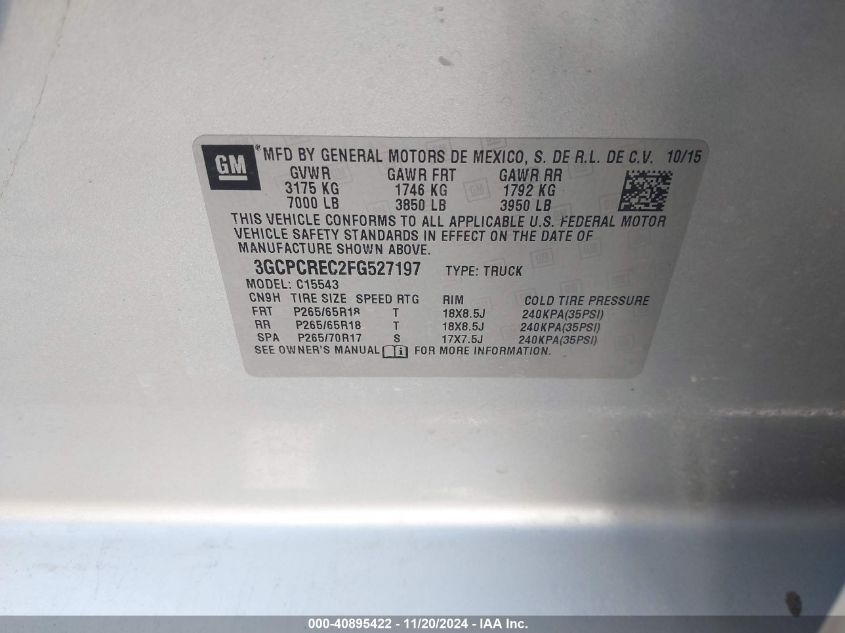 GM ® MFD BY GENERAL MOTORS DE MEXICO, S. DE R.L. DE C.V. 10/15
GVWR GAWR FRT GAWR RR
3175 KG 1746 KG 1792 KG
7000 LB 3850 LB 3950 LB
THIS VEHICLE CONFORMS TO ALL APPLICABLE U.S. FEDERAL MOTOR
VEHICLE SAFETY STANDARDS IN EFFECT ON THE DATE OF
MANUFACTURE SHOWN ABOVE.
3GCPCREC2FG527197 TYPE: TRUCK
MODEL: C15543
CN9H TIRE SIZE SPEED RTG RIM COLD TIRE PRESSURE
FRT P265/65R18 T 18X8.5J 240KPA(35PSI)
RR P265/65R18 T 18X8.5J 240KPA(35PSI)
SPA P265/70R17 S 17X7.5J 240KPA(35PSI)
SEE OWNER'S MANUAL FOR MORE INFORMATION.
000-40895422 - 11/20/2024 - IAA Inc.